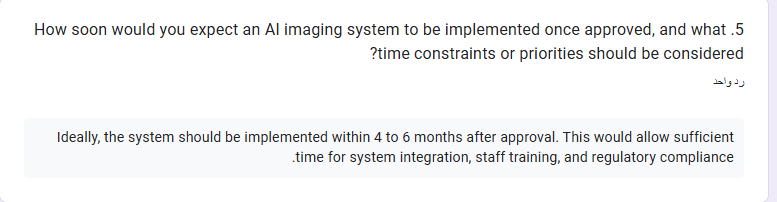 How soon would you expect an AI imaging system to be implemented once approved, and what .5
?time constraints or priorities should be considered
رد واحد
Ideally, the system should be implemented within 4 to 6 months after approval. This would allow sufficient
.time for system integration, staff training, and regulatory compliance